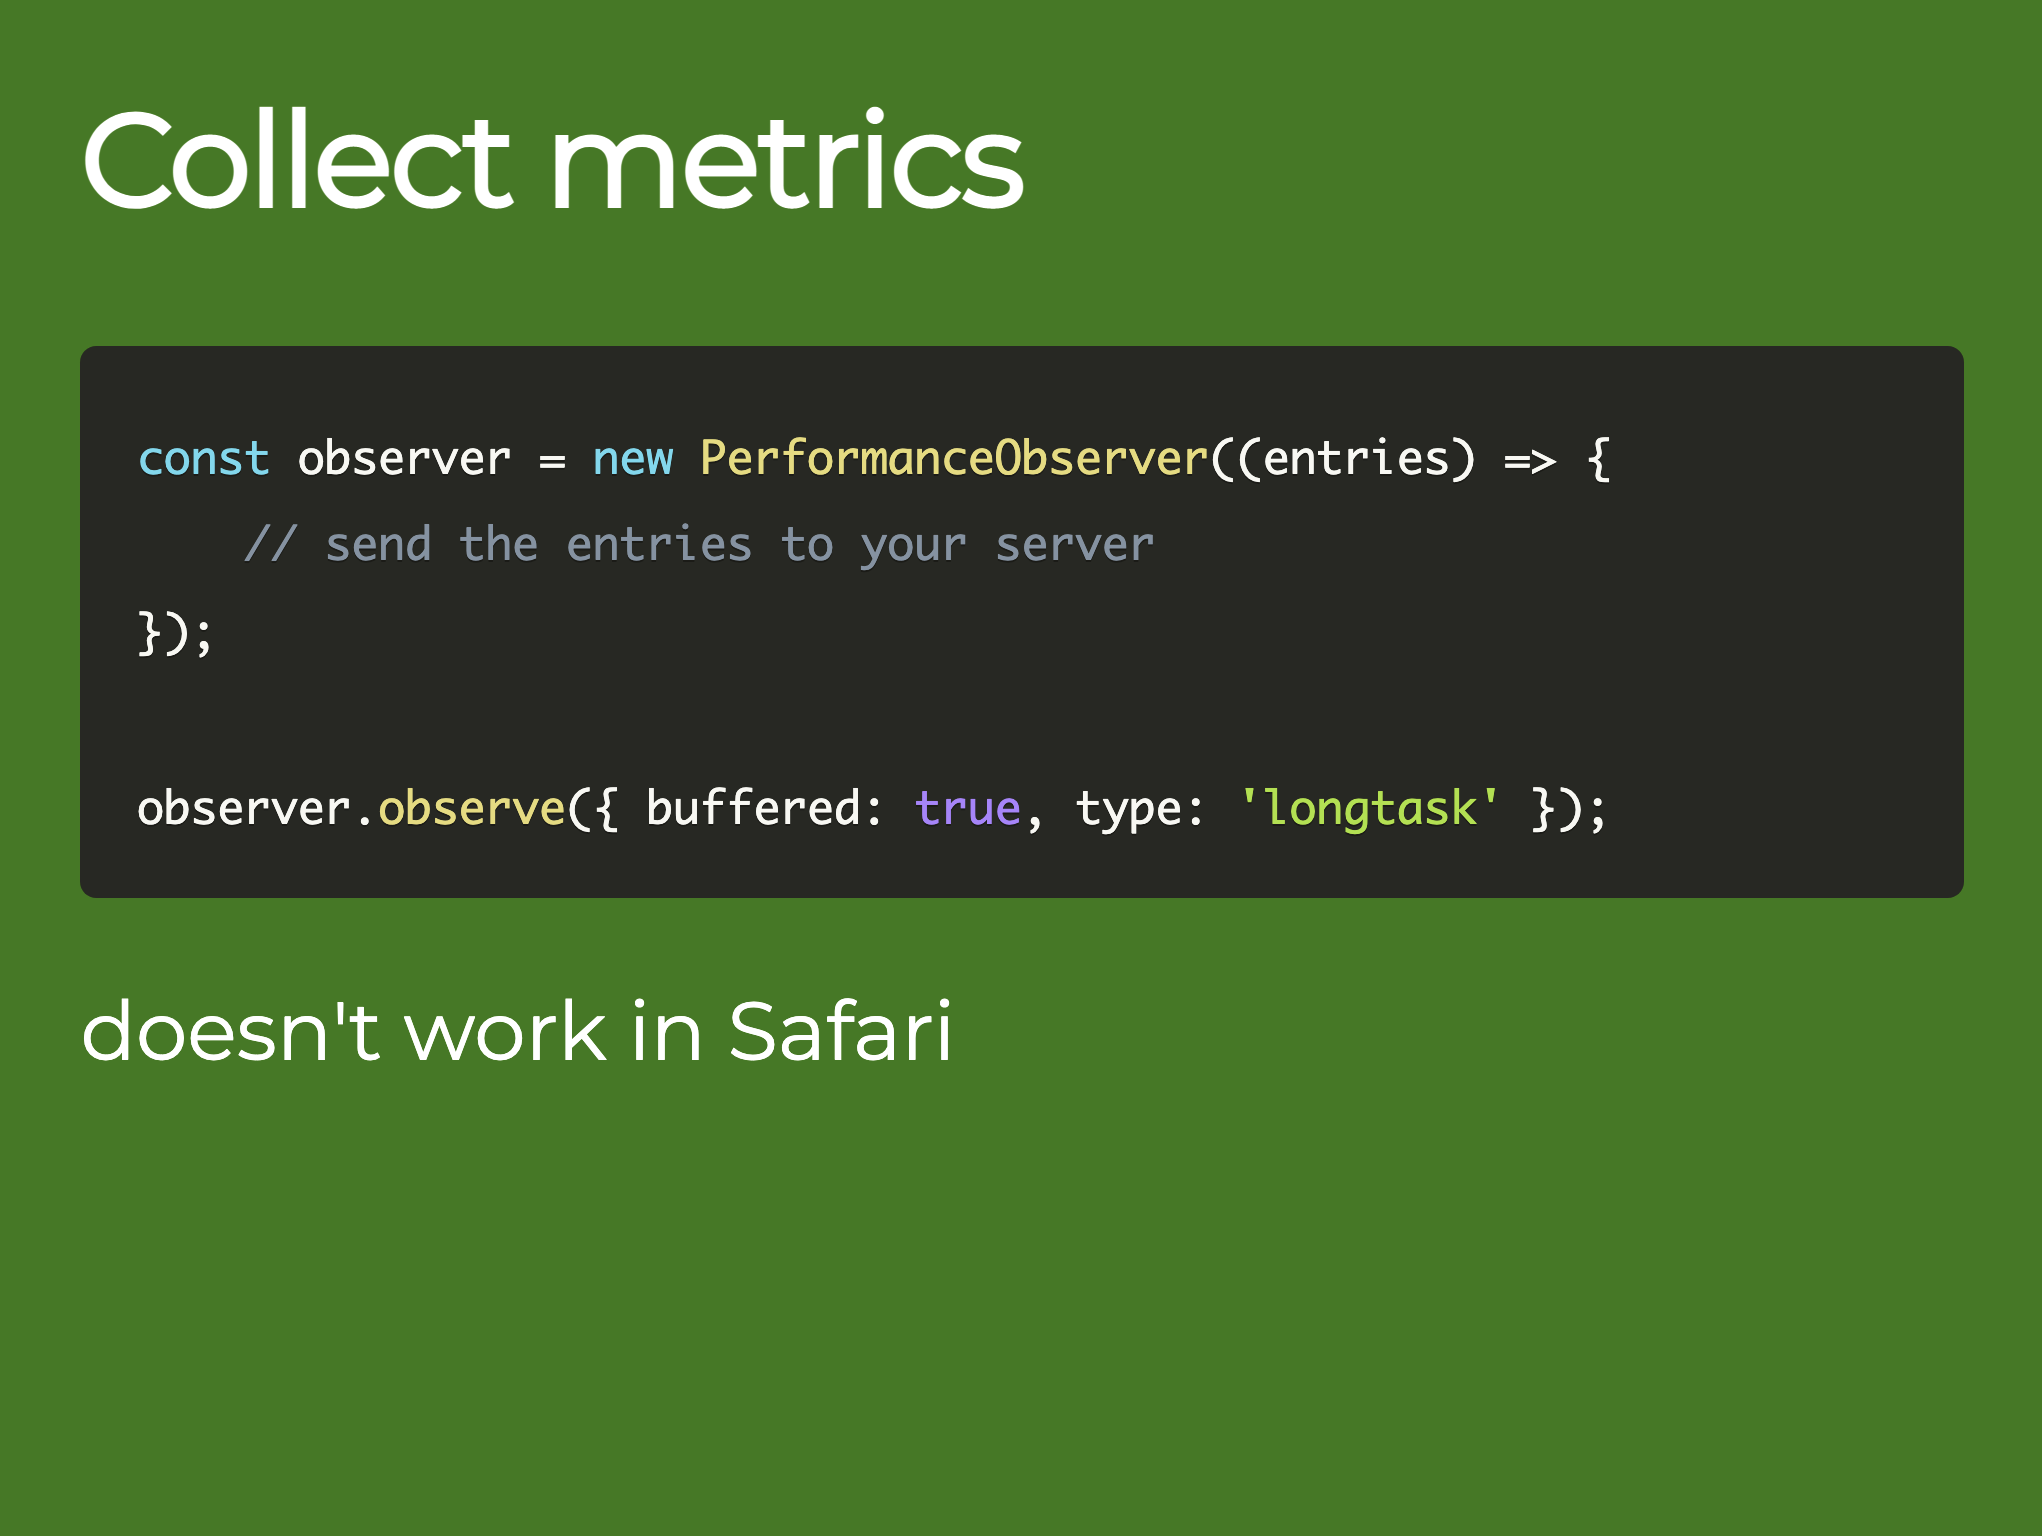 Collect metrics
const observer = new PerformanceObserver((entries) => {
    // send the entries to your server
});
observer.observe({ buffered: true, type: 'longtask' });
doesn't work in Safari